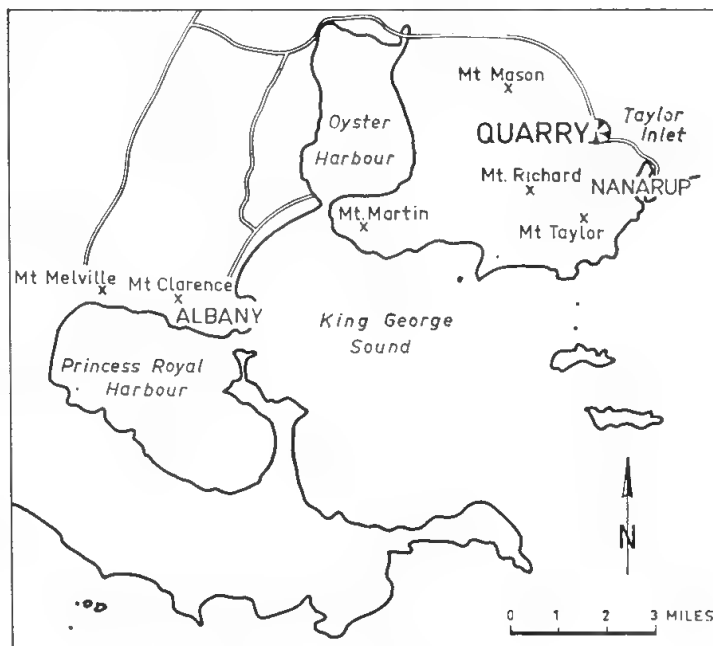 Mt Mason
Oyster
Harbour
QUARRY
Taylor
Inlet
Mt. Richard
NANARUP
Mt. Martin
Mt Taylor
Mt Melville
Mt Clarence
ALBANY
King George
Sound
Princess Royal
Harbour
N
0 1 2 3 MILES